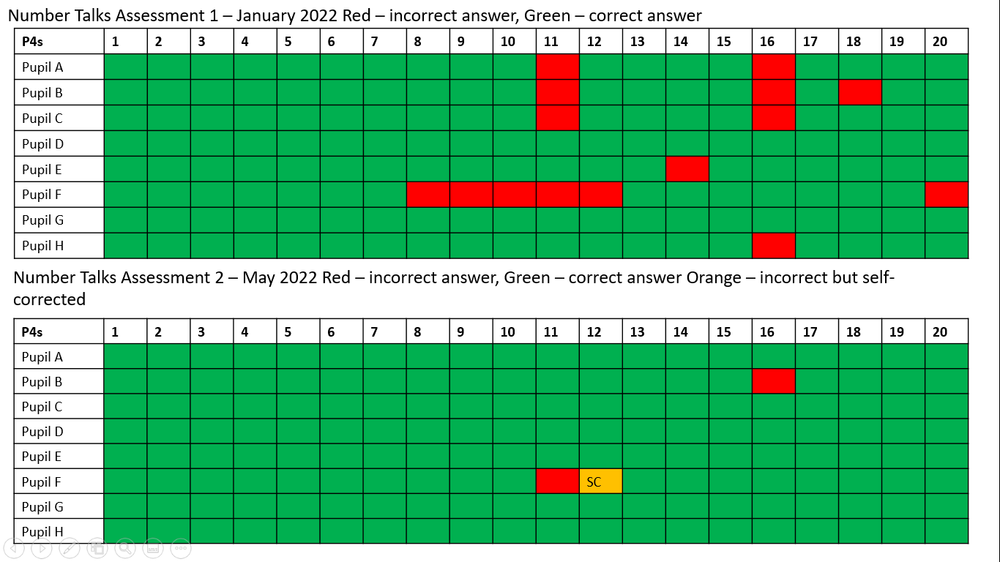 Number Talks Assessment 1 – January 2022 Red – incorrect answer, Green – correct answer
P4s 1 2 3 4 5 6 7 8 9 10 11 12 13 14 15 16 17 18 19 20
Pupil A
Pupil B
Pupil C
Pupil D
Pupil E
Pupil F
Pupil G
Pupil H
Number Talks Assessment 2 – May 2022 Red – incorrect answer, Green – correct answer Orange – incorrect but self-
corrected
P4s 1 2 3 4 5 6 7 8 9 10 11 12 13 14 15 16 17 18 19 20
Pupil A
Pupil B
Pupil C
Pupil D
Pupil E
Pupil F SC
Pupil G
Pupil H